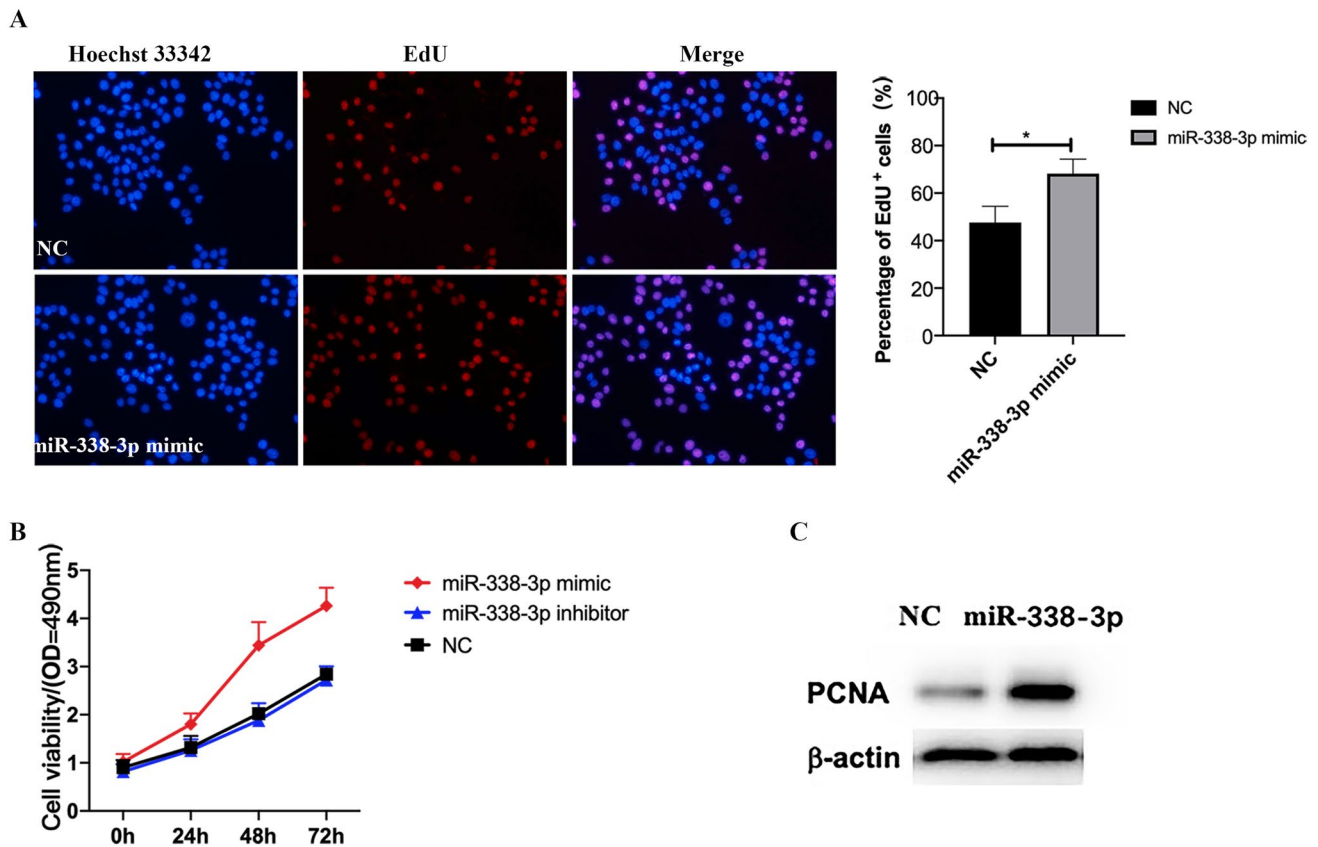 A
Hoechst 33342 EdU Merge
NC
miR-338-3p mimic
Percentage of EdU + cells (%)
100
80
60
40
20
0
*
NC
miR-338-3p mimic
NC
miR-338-3p mimic
B
Cell viability/(OD=490nm)
5
4
3
2
1
0
0h 24h 48h 72h
miR-338-3p mimic
miR-338-3p inhibitor
NC
C
NC miR-338-3p
PCNA
β-actin